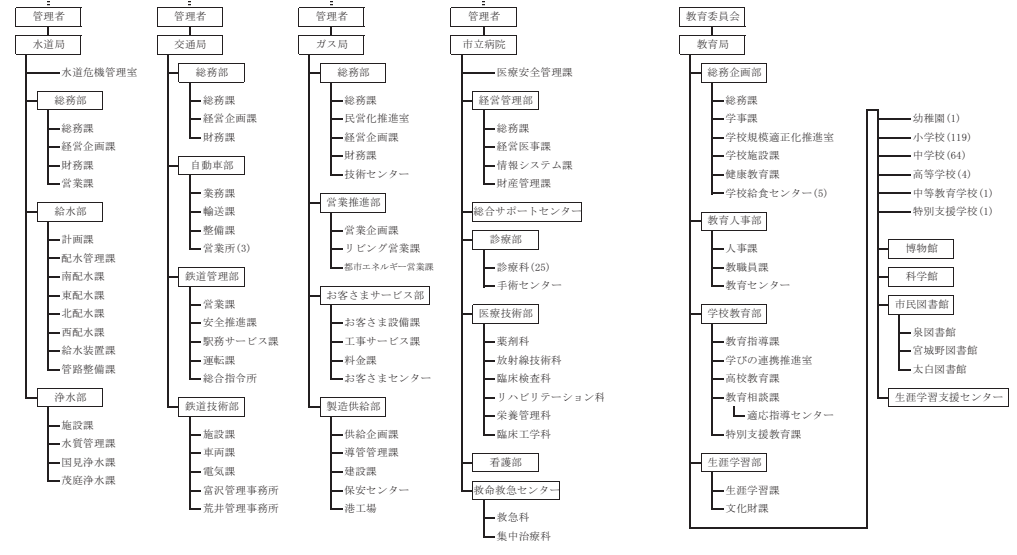 管理者
水道局
水道危機管理室
総務部
総務課
経営企画課
財務課
営業課
給水部
計画課
配水管理課
南配水課
東配水課
北配水課
西配水課
給水装置課
管路整備課
浄水部
施設課
水質管理課
国見浄水課
茂庭浄水課
管理者
交通局
総務部
総務課
経営企画課
財務課
自動車部
業務課
輸送課
整備課
営業所(3)
鉄道管理部
営業課
安全推進課
駅務サービス課
運転課
総合指令所
鉄道技術部
施設課
車両課
電気課
富沢管理事務所
荒井管理事務所
管理者
ガス局
総務部
総務課
民営化推進室
経営企画課
財務課
技術センター
営業推進部
営業企画課
リビング営業課
都市エネルギー営業課
お客さまサービス部
お客さま設備課
工事サービス課
料金課
お客さまセンター
製造供給部
供給企画課
導管管理課
建設課
保安センター
港工場
管理者
市立病院
医療安全管理課
経営管理部
総務課
経営医事課
情報システム課
財産管理課
総合サポートセンター
診療部
診療科(25)
手術センター
医療技術部
薬剤科
放射線技術科
臨床検査科
リハビリテーション科
栄養管理科
臨床工学科
看護部
救命救急センター
救急科
集中治療科
教育委員会
教育局
総務企画部
総務課
学事課
学校規模適正化推進室
学校施設課
健康教育課
学校給食センター(5)
教育人事部
人事課
教職員課
教育センター
学校教育部
教育指導課
学びの連携推進室
高校教育課
教育相談課
適応指導センター
特別支援教育課
生涯学習部
生涯学習課
文化財課
幼稚園(1)
小学校(119)
中学校(64)
高等学校(4)
中等教育学校(1)
特別支援学校(1)
博物館
科学館
市民図書館
泉図書館
宮城野図書館
太白図書館
生涯学習支援センター